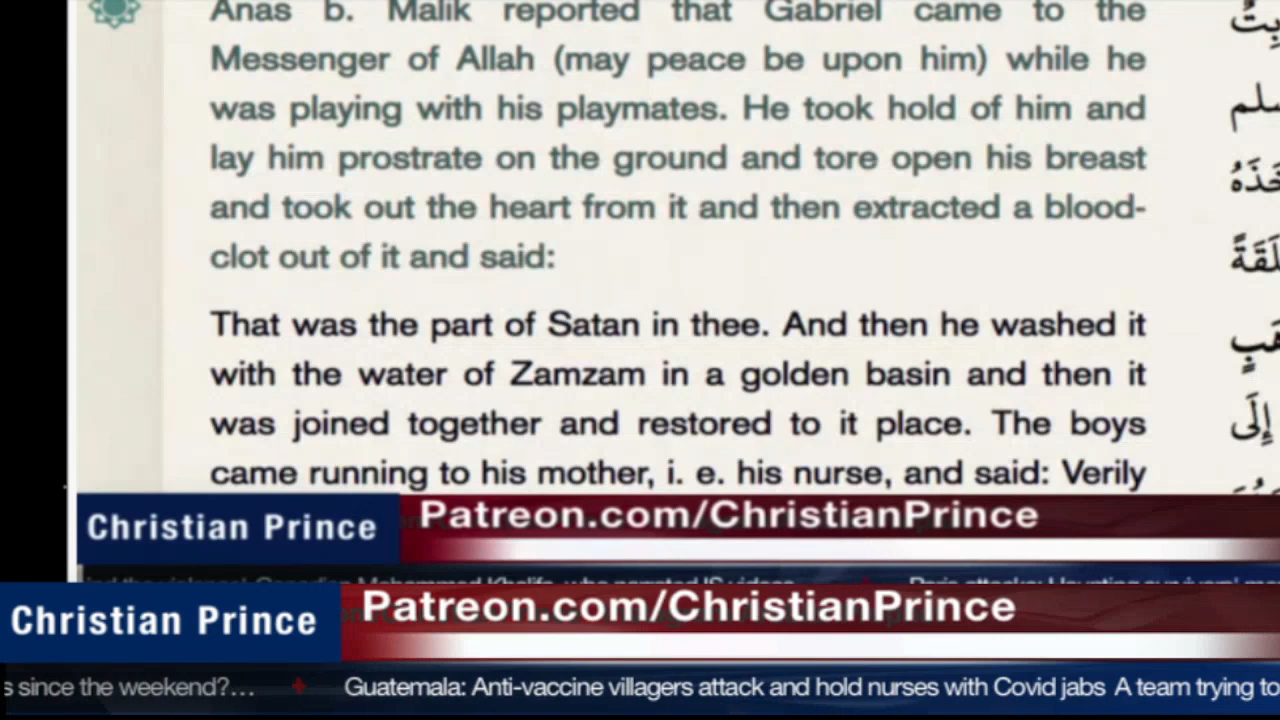 Anas b. Malik reported that Gabriel came to the
Messenger of Allah (may peace be upon him) while he
was playing with his playmates. He took hold of him and
lay him prostrate on the ground and tore open his breast
and took out the heart from it and then extracted a blood-
clot out of it and said:
That was the part of Satan in thee. And then he washed it
with the water of Zamzam in a golden basin and then it
was joined together and restored to it place. The boys
came running to his mother, i. e. his nurse, and said: Verily
Christian Prince
Patreon.com/ChristianPrince
Christian Prince
Patreon.com/ChristianPrince
s since the weekend?... Guatemala: Anti-vaccine villagers attack and hold nurses with Covid jabs A team trying to